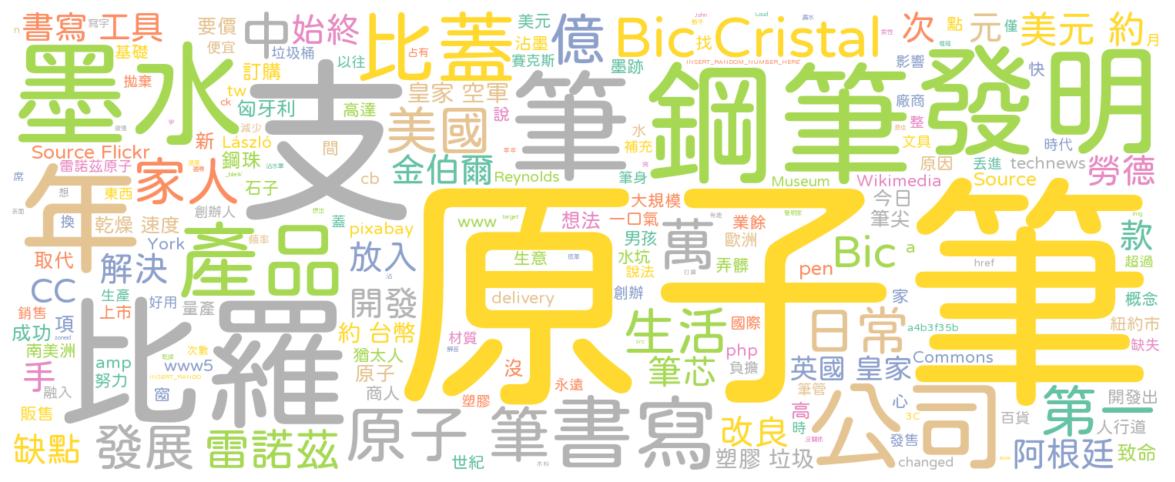 書寫 工具
中 始終
比蓋
億
Bic Cristal
次
元
美元 約
要價
美元
沾墨
賽克斯
點
僅
找
月
便宜
垃圾桶
基礎
拋棄
訂購
以往
墨跡
占有
INSERT_RANDOM_NUMBER_HERE
影響
快
墨水
支
筆
鋼筆
發明
tw
匈牙利
高達
皇家 空軍
說
美國
水
補充
廠商
整
文具
時代
新
László
鋼珠
間
Source Flickr
雷諾茲原子
金伯爾
筆身
原因
丟進
technews
勞德
年
家人
石子
cb
Reynolds
Museum
Wikimedia
Source
席
想
東西
創辦人
蓋
www
想法
大規模
一口氣
萬
業餘
今日
筆尖
換
乾燥 速度
pixabay
男孩
歐洲
款
York
產品
放入
生意
水坑
說法
弄髒
Bic
a
超過
取代
解決
原子筆
pen
href
CC
生產
好用
量產
開發
delivery
創辦
家
概念
銷售
上市
項
約 台幣
生活
國際
日常
a4b3f35b
紐約市
成功
比羅
材質
php
缺失
南美洲
amp
www5
猶太人
筆芯
負擔
英國 皇家
Commons
手
努力
原子
沒
永遠
融入
窗
商人
塑膠
筆管
心
開發出
販售
高
時
公司
百貨
第一
人行道
缺點
發展
雷諾茲
原子 筆
書寫
改良
發售
阿根廷
致命
世紀
塑膠 垃圾
changed